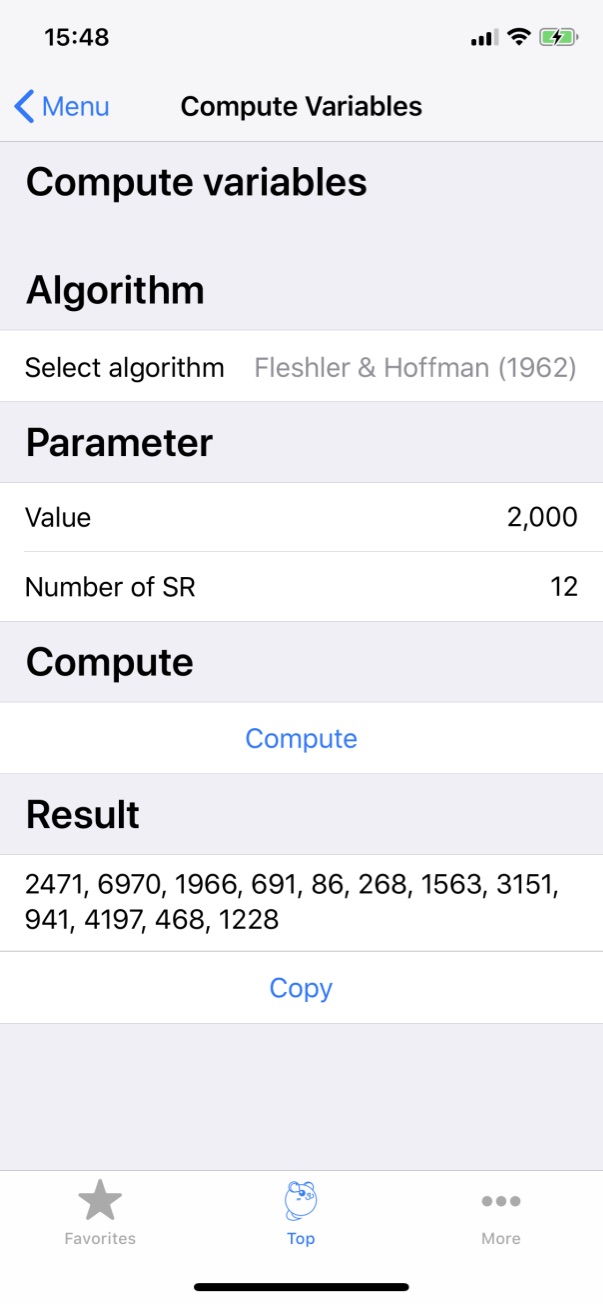 15:48
Menu
Compute Variables
Compute variables
Algorithm
Select algorithm Fleshler & Hoffman (1962)
Parameter
Value 2,000
Number of SR 12
Compute
Compute
Result
2471, 6970, 1966, 691, 86, 268, 1563, 3151,
941, 4197, 468, 1228
Copy
Favorites
Top
More